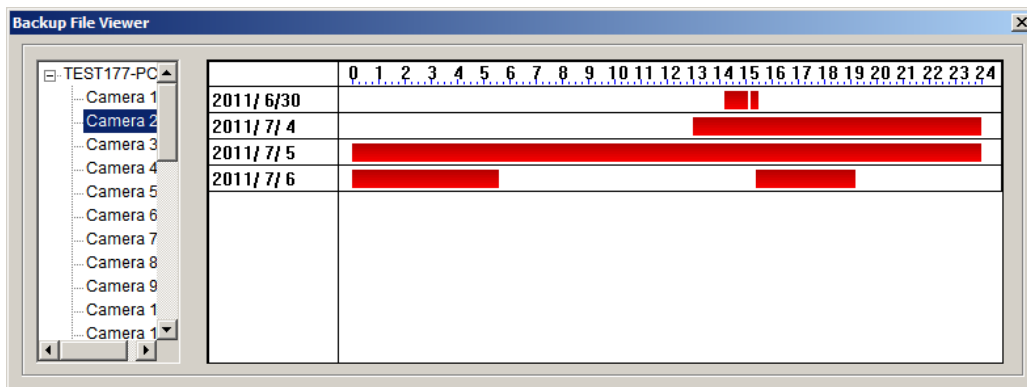 Backup File Viewer
TEST177-PC
Camera 1
Camera 2
Camera 3
Camera 4
Camera 5
Camera 6
Camera 7
Camera 8
Camera 9
Camera 1
Camera 1
0 1 2 3 4 5 6 7 8 9 10 11 12 13 14 15 16 17 18 19 20 21 22 23 24
2011/ 6/30
2011/ 7/ 4
2011/ 7/ 5
2011/ 7/ 6